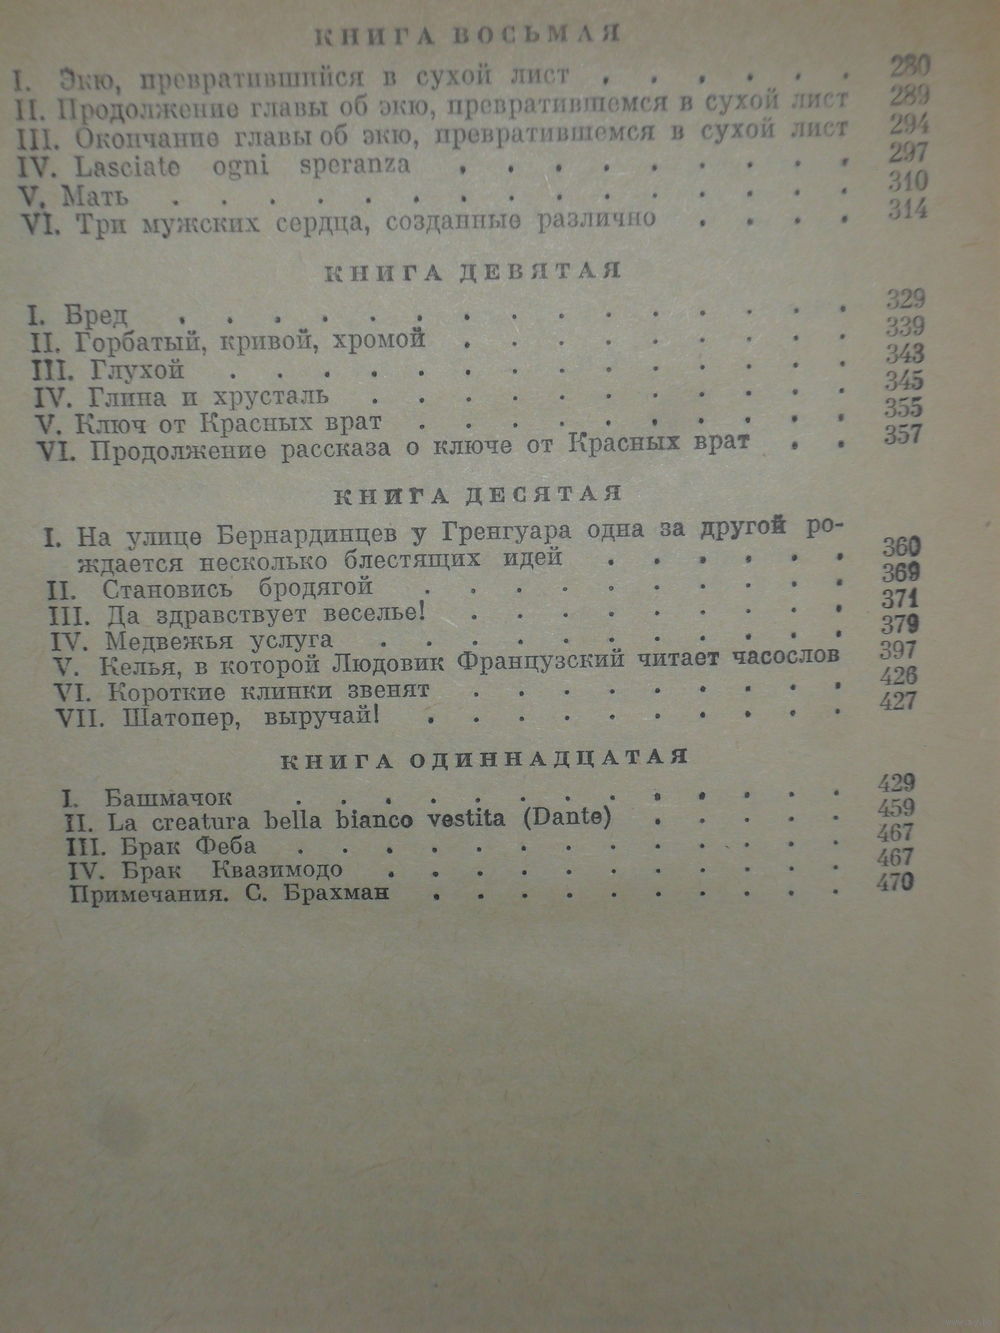 КНИГА ВОСЬМАЯ
I. Экю, превратившийся в сухой лист . . . . . . 280
II. Продолжение главы об экю, превратившемся в сухой лист 289
III. Окончание главы об экю, превратившемся в сухой лист 294
IV. Lasciate ogni speranza . . . . . . . . . 297
V. Мать . . . . . . . . . . . . . . . 310
VI. Три мужских сердца, созданные различно . . . . 314
КНИГА ДЕВЯТАЯ
I. Бред . . . . . . . . . . . . . . . 329
II. Горбатый, кривой, хромой . . . . . . . . . 339
III. Глухой . . . . . . . . . . . . . . 343
IV. Глина и хрусталь . . . . . . . . . . . 345
V. Ключ от Красных врат . . . . . . . . . . 355
VI. Продолжение рассказа о ключе от Красных врат . . 357
КНИГА ДЕСЯТАЯ
I. На улице Бернардинцев у Гренгуара одна за другой ро-
ждается несколько блестящих идей . . . . . . 360
II. Становись бродягой . . . . . . . . . . 369
III. Да здравствует веселье! . . . . . . . . . 371
IV. Медвежья услуга . . . . . . . . . . . 379
V. Келья, в которой Людовик Французский читает часослов 397
VI. Короткие клинки звенят . . . . . . . . . 426
VII. Шатопер, выручай! . . . . . . . . . . 427
КНИГА ОДИННАДЦАТАЯ
I. Башмачок . . . . . . . . . . . . . 429
II. La creatura bella bianco vestita (Dante) . . . . . 459
III. Брак Феба . . . . . . . . . . . . . 467
IV. Брак Квазимодо . . . . . . . . . . . 467
Примечания. С. Брахман . . . . . . . . . . 470